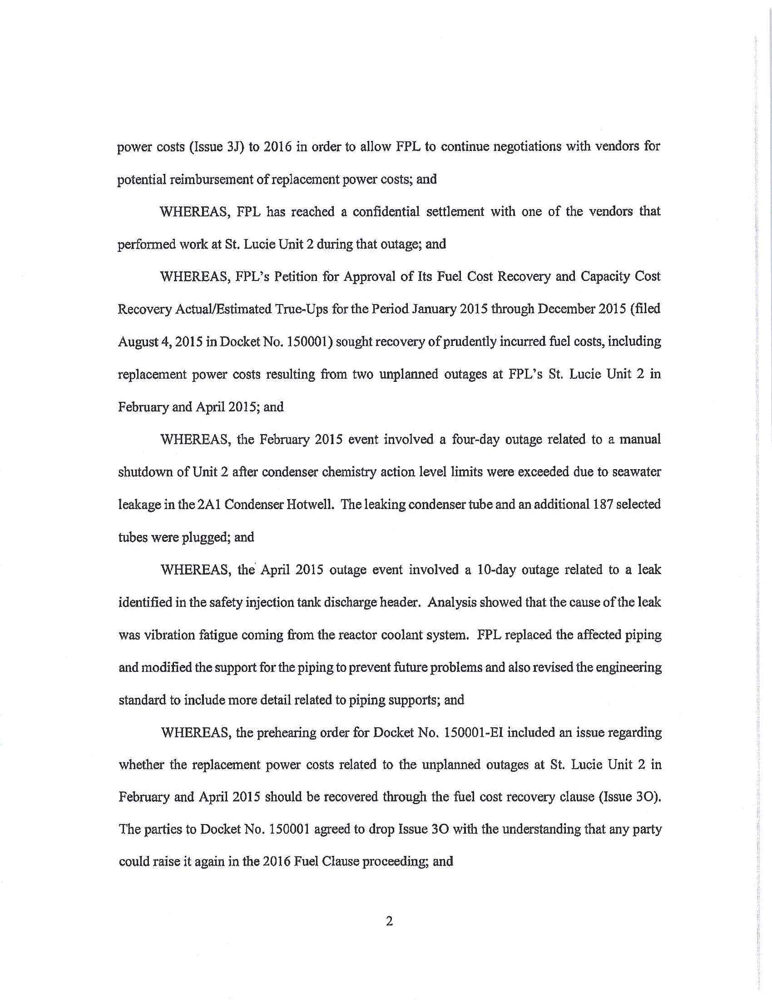 power costs (Issue 3J) to 2016 in order to allow FPL to continue negotiations with vendors for
potential reimbursement of replacement power costs; and
WHEREAS, FPL has reached a confidential settlement with one of the vendors that
performed work at St. Lucie Unit 2 during that outage; and
WHEREAS, FPL's Petition for Approval of Its Fuel Cost Recovery and Capacity Cost
Recovery Actual/Estimated True-Ups for the Period January 2015 through December 2015 (filed
August 4, 2015 in Docket No. 150001) sought recovery of prudently incurred fuel costs, including
replacement power costs resulting from two unplanned outages at FPL's St. Lucie Unit 2 in
February and April 2015; and
WHEREAS, the February 2015 event involved a four-day outage related to a manual
shutdown of Unit 2 after condenser chemistry action level limits were exceeded due to seawater
leakage in the 2A1 Condenser Hotwell. The leaking condenser tube and an additional 187 selected
tubes were plugged; and
WHEREAS, the April 2015 outage event involved a 10-day outage related to a leak
identified in the safety injection tank discharge header. Analysis showed that the cause of the leak
was vibration fatigue coming from the reactor coolant system. FPL replaced the affected piping
and modified the support for the piping to prevent future problems and also revised the engineering
standard to include more detail related to piping supports; and
WHEREAS, the prehearing order for Docket No. 150001-EI included an issue regarding
whether the replacement power costs related to the unplanned outages at St. Lucie Unit 2 in
February and April 2015 should be recovered through the fuel cost recovery clause (Issue 3O).
The parties to Docket No. 150001 agreed to drop Issue 3O with the understanding that any party
could raise it again in the 2016 Fuel Clause proceeding; and
2